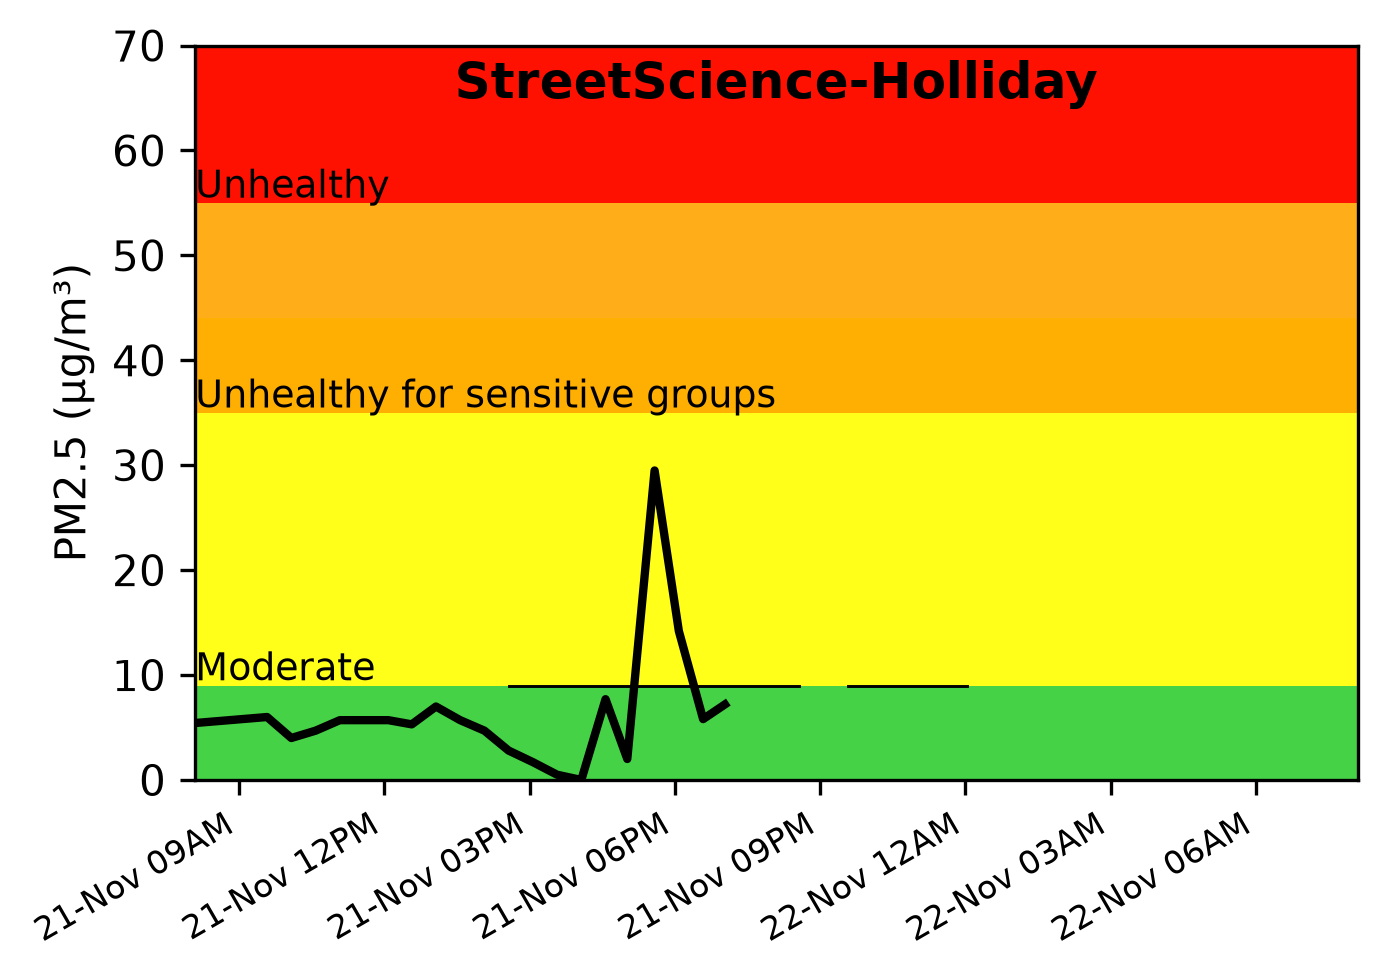 StreetScience-Holliday
PM2.5 (µg/m³)
70
60
50
40
30
20
10
0
Unhealthy
Unhealthy for sensitive groups
Moderate
21-Nov 09AM
21-Nov 12PM
21-Nov 03PM
21-Nov 06PM
21-Nov 09PM
22-Nov 12AM
22-Nov 03AM
22-Nov 06AM